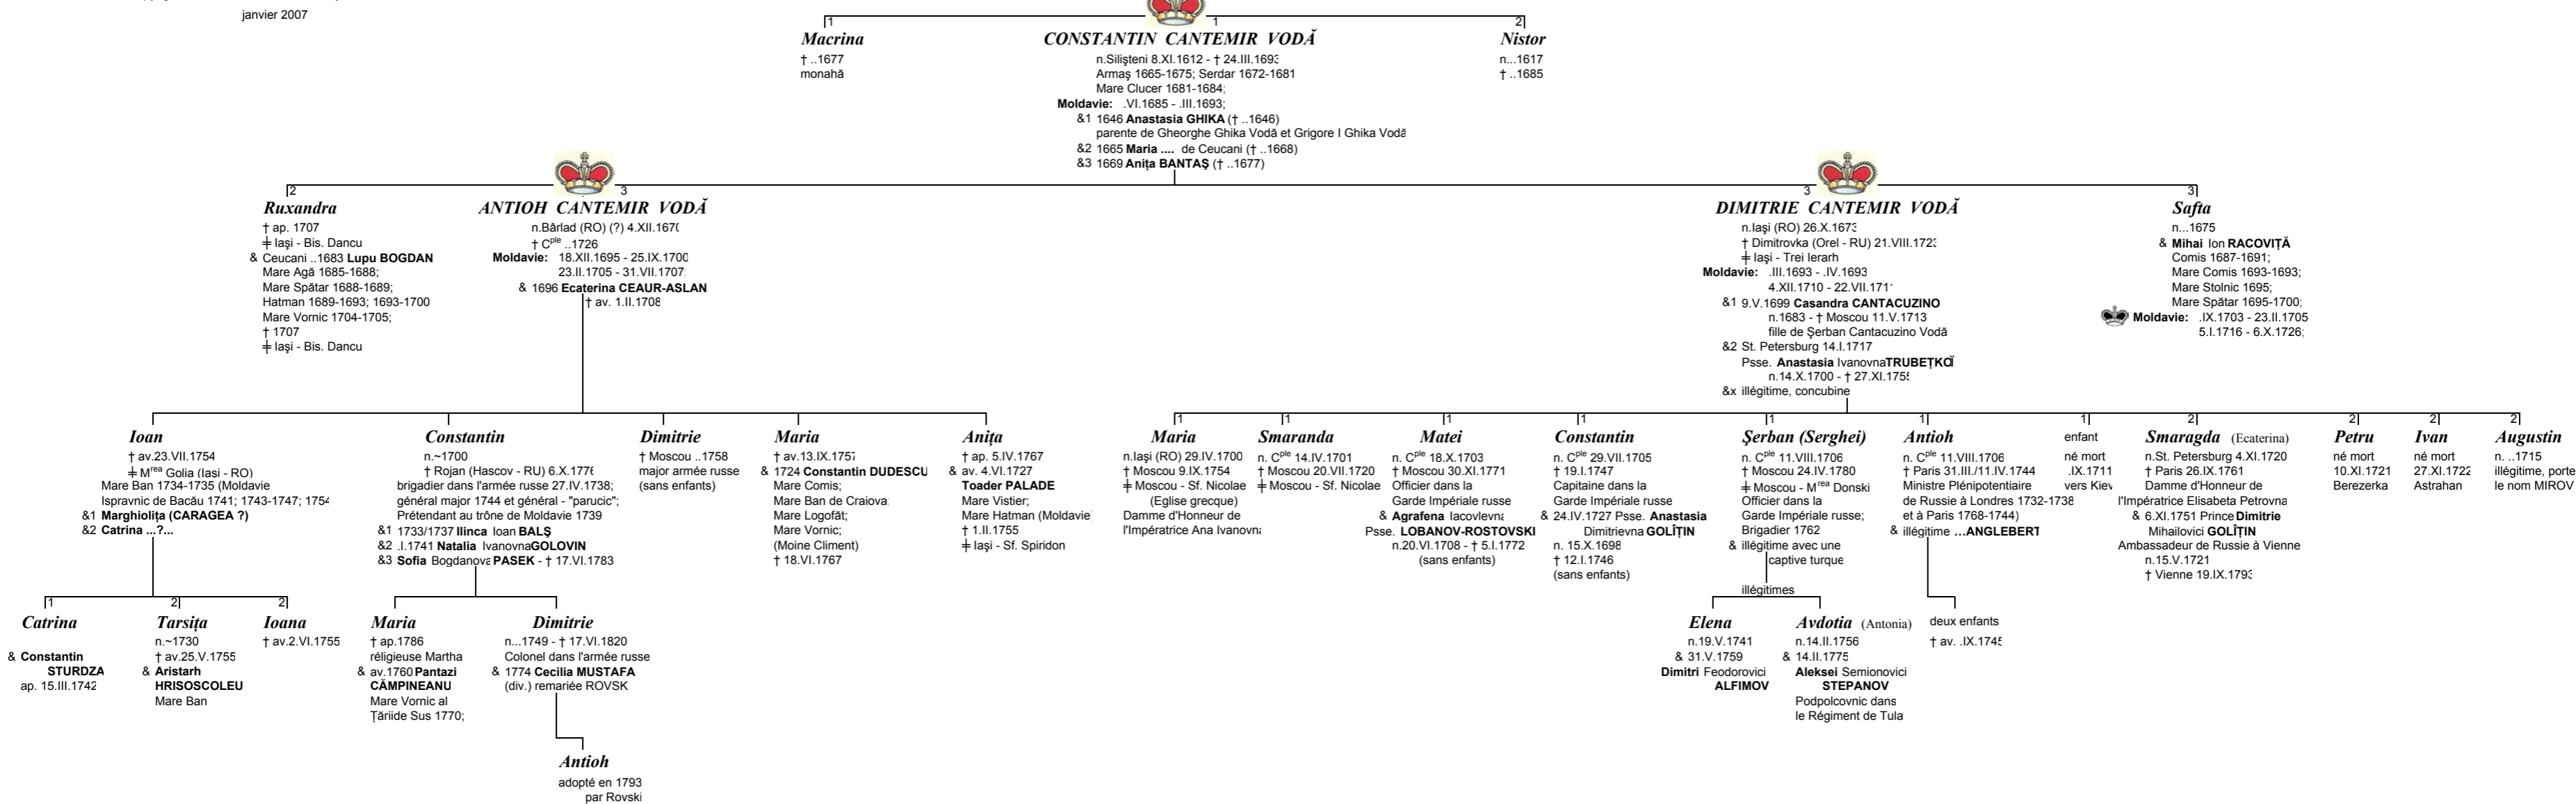 janvier 2007
1
1
2
Macrina
† ..1677
monahă
CONSTANTIN CANTEMIR VODĂ
n.Silişteni 8.XI.1612 - † 24.III.1693
Armaş 1665-1675; Serdar 1672-1681
Mare Clucer 1681-1684;
Moldavie: .VI.1685 - .III.1693;
&1 1646 Anastasia GHIKA († ..1646)
parente de Gheorghe Ghika Vodă et Grigore I Ghika Vodă
&2 1665 Maria .... de Ceucani († ..1668)
&3 1669 Aniţa BANTAŞ († ..1677)
Nistor
n...1617
† ..1685
2
3
3
3
Ruxandra
† ap. 1707
╪ Iaşi - Bis. Dancu
& Ceucani ..1683 Lupu BOGDAN
Mare Agă 1685-1688;
Mare Spătar 1688-1689;
Hatman 1689-1693; 1693-1700
Mare Vornic 1704-1705;
† 1707
╪ Iaşi - Bis. Dancu
ANTIOH CANTEMIR VODĂ
n.Bârlad (RO) (?) 4.XII.1670
† Cple ..1726
Moldavie: 18.XII.1695 - 25.IX.1700
23.II.1705 - 31.VII.1707
& 1696 Ecaterina CEAUR-ASLAN
† av. 1.II.1708
DIMITRIE CANTEMIR VODĂ
n.Iaşi (RO) 26.X.1673
† Dimitrovka (Orel - RU) 21.VIII.1723
╪ Iaşi - Trei Ierarh
Moldavie: .III.1693 - .IV.1693
4.XII.1710 - 22.VII.171
&1 9.V.1699 Casandra CANTACUZINO
n.1683 - † Moscou 11.V.1713
fille de Şerban Cantacuzino Vodă
&2 St. Petersburg 14.I.1717
Psse. Anastasia Ivanovna TRUBEŢKOÏ
n.14.X.1700 - † 27.XI.1755
&x illégitime, concubine
Safta
n...1675
& Mihai Ion RACOVIŢĂ
Comis 1687-1691;
Mare Comis 1693-1693;
Mare Stolnic 1695;
Mare Spătar 1695-1700;
Moldavie: .IX.1703 - 23.II.1705
5.I.1716 - 6.X.1726;
Ioan
† av.23.VII.1754
╪ Mrea Golia (Iasi - RO)
Mare Ban 1734-1735 (Moldavie
Ispravnic de Bacău 1741; 1743-1747; 1754
&1 Marghioliţa (CARAGEA ?)
&2 Catrina ...?...
Constantin
n.~1700
† Rojan (Hascov - RU) 6.X.1776
brigadier dans l'armée russe 27.IV.1738;
général major 1744 et général - "parucic";
Prétendant au trône de Moldavie 1739
&1 1733/1737 Ilinca Ioan BALŞ
&2 .I.1741 Natalia Ivanovna GOLOVIN
&3 Sofia Bogdanova PASEK - † 17.VI.1783
Dimitrie
† Moscou ..1758
major armée russe
(sans enfants)
Maria
† av.13.IX.1757
& 1724 Constantin DUDESCU
Mare Comis;
Mare Ban de Craiova
Mare Logofăt;
Mare Vornic;
(Moine Climent)
† 18.VI.1767
Aniţa
† ap. 5.IV.1767
& av. 4.VI.1727
Toader PALADE
Mare Vistier;
Mare Hatman (Moldavie
† 1.II.1755
╪ Iaşi - Sf. Spiridon
1
1
1
1
1
1
1
2
2
2
2
Maria
n.Iaşi (RO) 29.IV.1700
† Moscou 9.IX.1754
╪ Moscou - Sf. Nicolae
(Eglise grecque)
Damme d'Honneur de
l'Impératrice Ana Ivanovna
Smaranda
n. Cple 14.IV.1701
† Moscou 20.VII.1720
╪ Moscou - Sf. Nicolae
Matei
n. Cple 18.X.1703
† Moscou 30.XI.1771
Officier dans la
Garde Impériale russe
& Agrafena Iacovlevna
Psse. LOBANOV-ROSTOVSKI
n.20.VI.1708 - † 5.I.1772
(sans enfants)
Constantin
n. Cple 29.VII.1705
† 19.I.1747
Capitaine dans la
Garde Impériale russe
& 24.IV.1727 Psse. Anastasia
Dimitrievna GOLÎŢIN
n. 15.X.1698
† 12.I.1746
(sans enfants)
Şerban (Serghei)
n. Cple 11.VIII.1706
† Moscou 24.IV.1780
╪ Moscou - Mrea Donski
Officier dans la
Garde Impériale russe;
Brigadier 1762
& illégitime avec une
captive turque
illégitimes
Antioh
n. Cple 11.VIII.1706
† Paris 31.III./11.IV.1744
Ministre Plénipotentiaire
de Russie à Londres 1732-1738
et à Paris 1768-1744)
& illégitime ...ANGLEBERT
enfant
né mort
.IX.1711
vers Kiev
Smaragda (Ecaterina)
n.St. Petersburg 4.XI.1720
† Paris 26.IX.1761
Damme d'Honneur de
l'Impératrice Elisabeta Petrovna
& 6.XI.1751 Prince Dimitrie
Mihailovici GOLÎŢIN
Ambassadeur de Russie à Vienne
n.15.V.1721
† Vienne 19.IX.1793
Petru
né mort
10.XI.1721
Berezerka
Ivan
né mort
27.XI.1722
Astrahan
Augustin
n. ..1715
illégitime, porte
le nom MIROV
1
2
2
Catrina
& Constantin
STURDZA
ap. 15.III.1742
Tarsiţa
n.~1730
† av.25.V.1755
& Aristarh
HRISOSCOLEU
Mare Ban
Ioana
† av.2.VI.1755
Maria
† ap.1786
réligieuse Martha
& av.1760 Pantazi
CĂMPINEANU
Mare Vornic al
Ţăriide Sus 1770;
Dimitrie
n...1749 - † 17.VI.1820
Colonel dans l'armée russe
& 1774 Cecilia MUSTAFA
(div.) remariée ROVSK
Elena
n.19.V.1741
& 31.V.1759
Dimitri Feodorovici
ALFIMOV
Avdotia (Antonia)
n.14.II.1756
& 14.II.1775
Aleksei Semionovici
STEPANOV
Podpolcovnic dans
le Régiment de Tula
deux enfants
† av. .IX.1745
Antioh
adopté en 1793
par Rovski